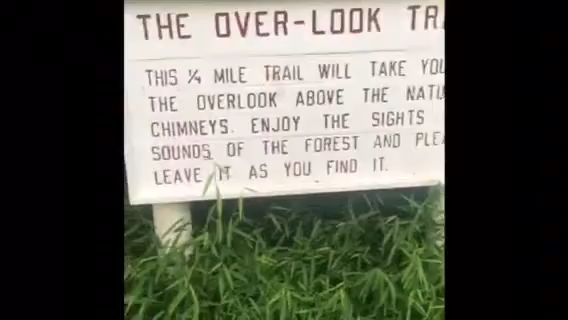 THE OVER-LOOK TRA
THIS 1/4 MILE TRAIL WILL TAKE YOU
THE OVERLOOK ABOVE THE NATU
CHIMNEYS. ENJOY THE SIGHTS
SOUNDS OF THE FOREST AND PLEA
LEAVE IT AS YOU FIND IT.